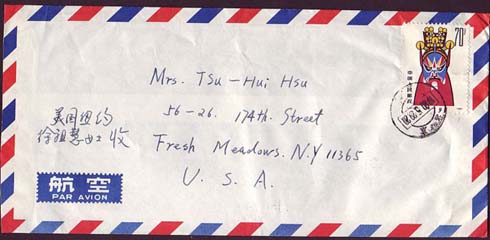 Mrs. Tsu-Hui Hsu
56-26. 174th Street
Fresh Meadows. N.Y 11365
U. S. A.
美国纽约
徐祖慧女士 收
航空
PAR AVION
70